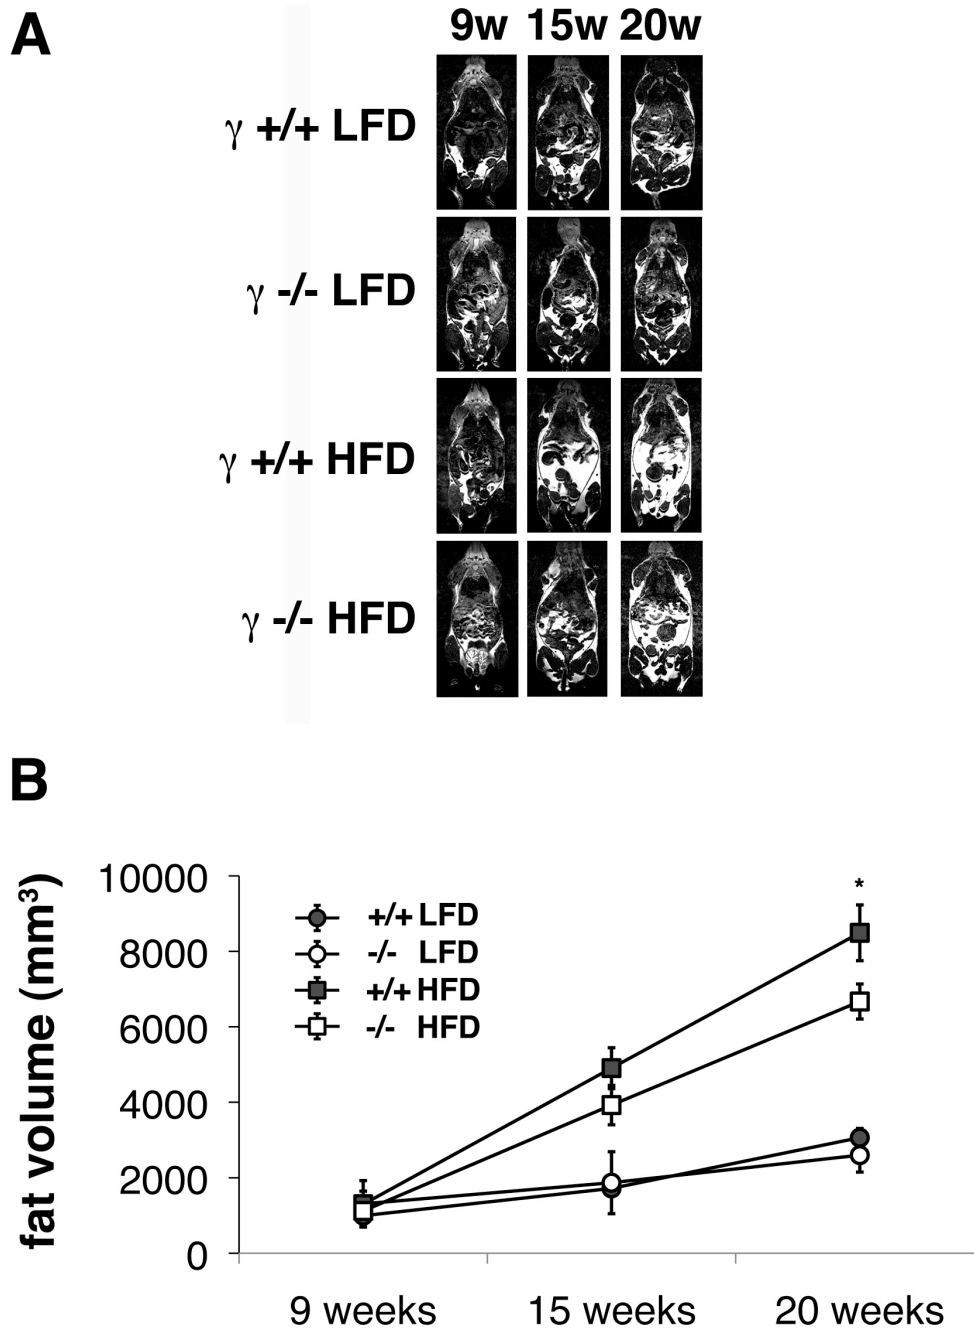 A
9w 15w 20w
γ +/+ LFD
γ -/- LFD
γ +/+ HFD
γ -/- HFD
B
fat volume (mm³)
10000
8000
6000
4000
2000
0
+/+ LFD
-/- LFD
+/+ HFD
-/- HFD
*
9 weeks 15 weeks 20 weeks